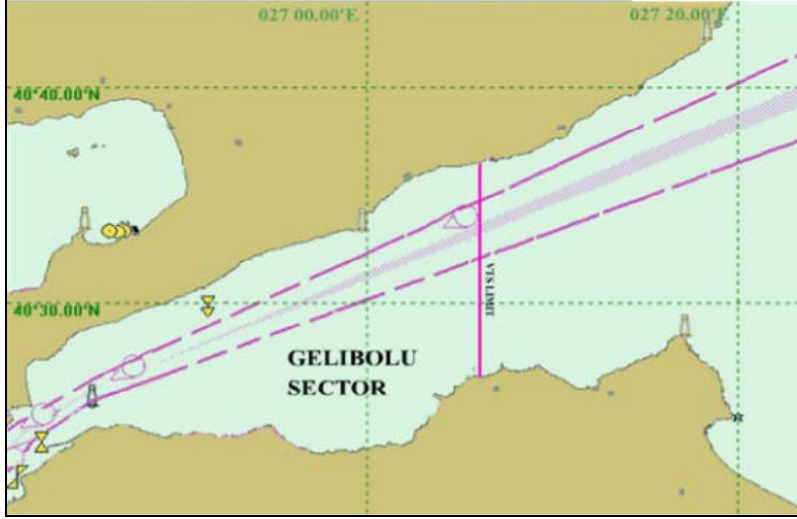 027 00.00'E
027 20.00'E
40°40.00'N
40°30.00'N
VTS LIMIT
GELIBOLU
SECTOR